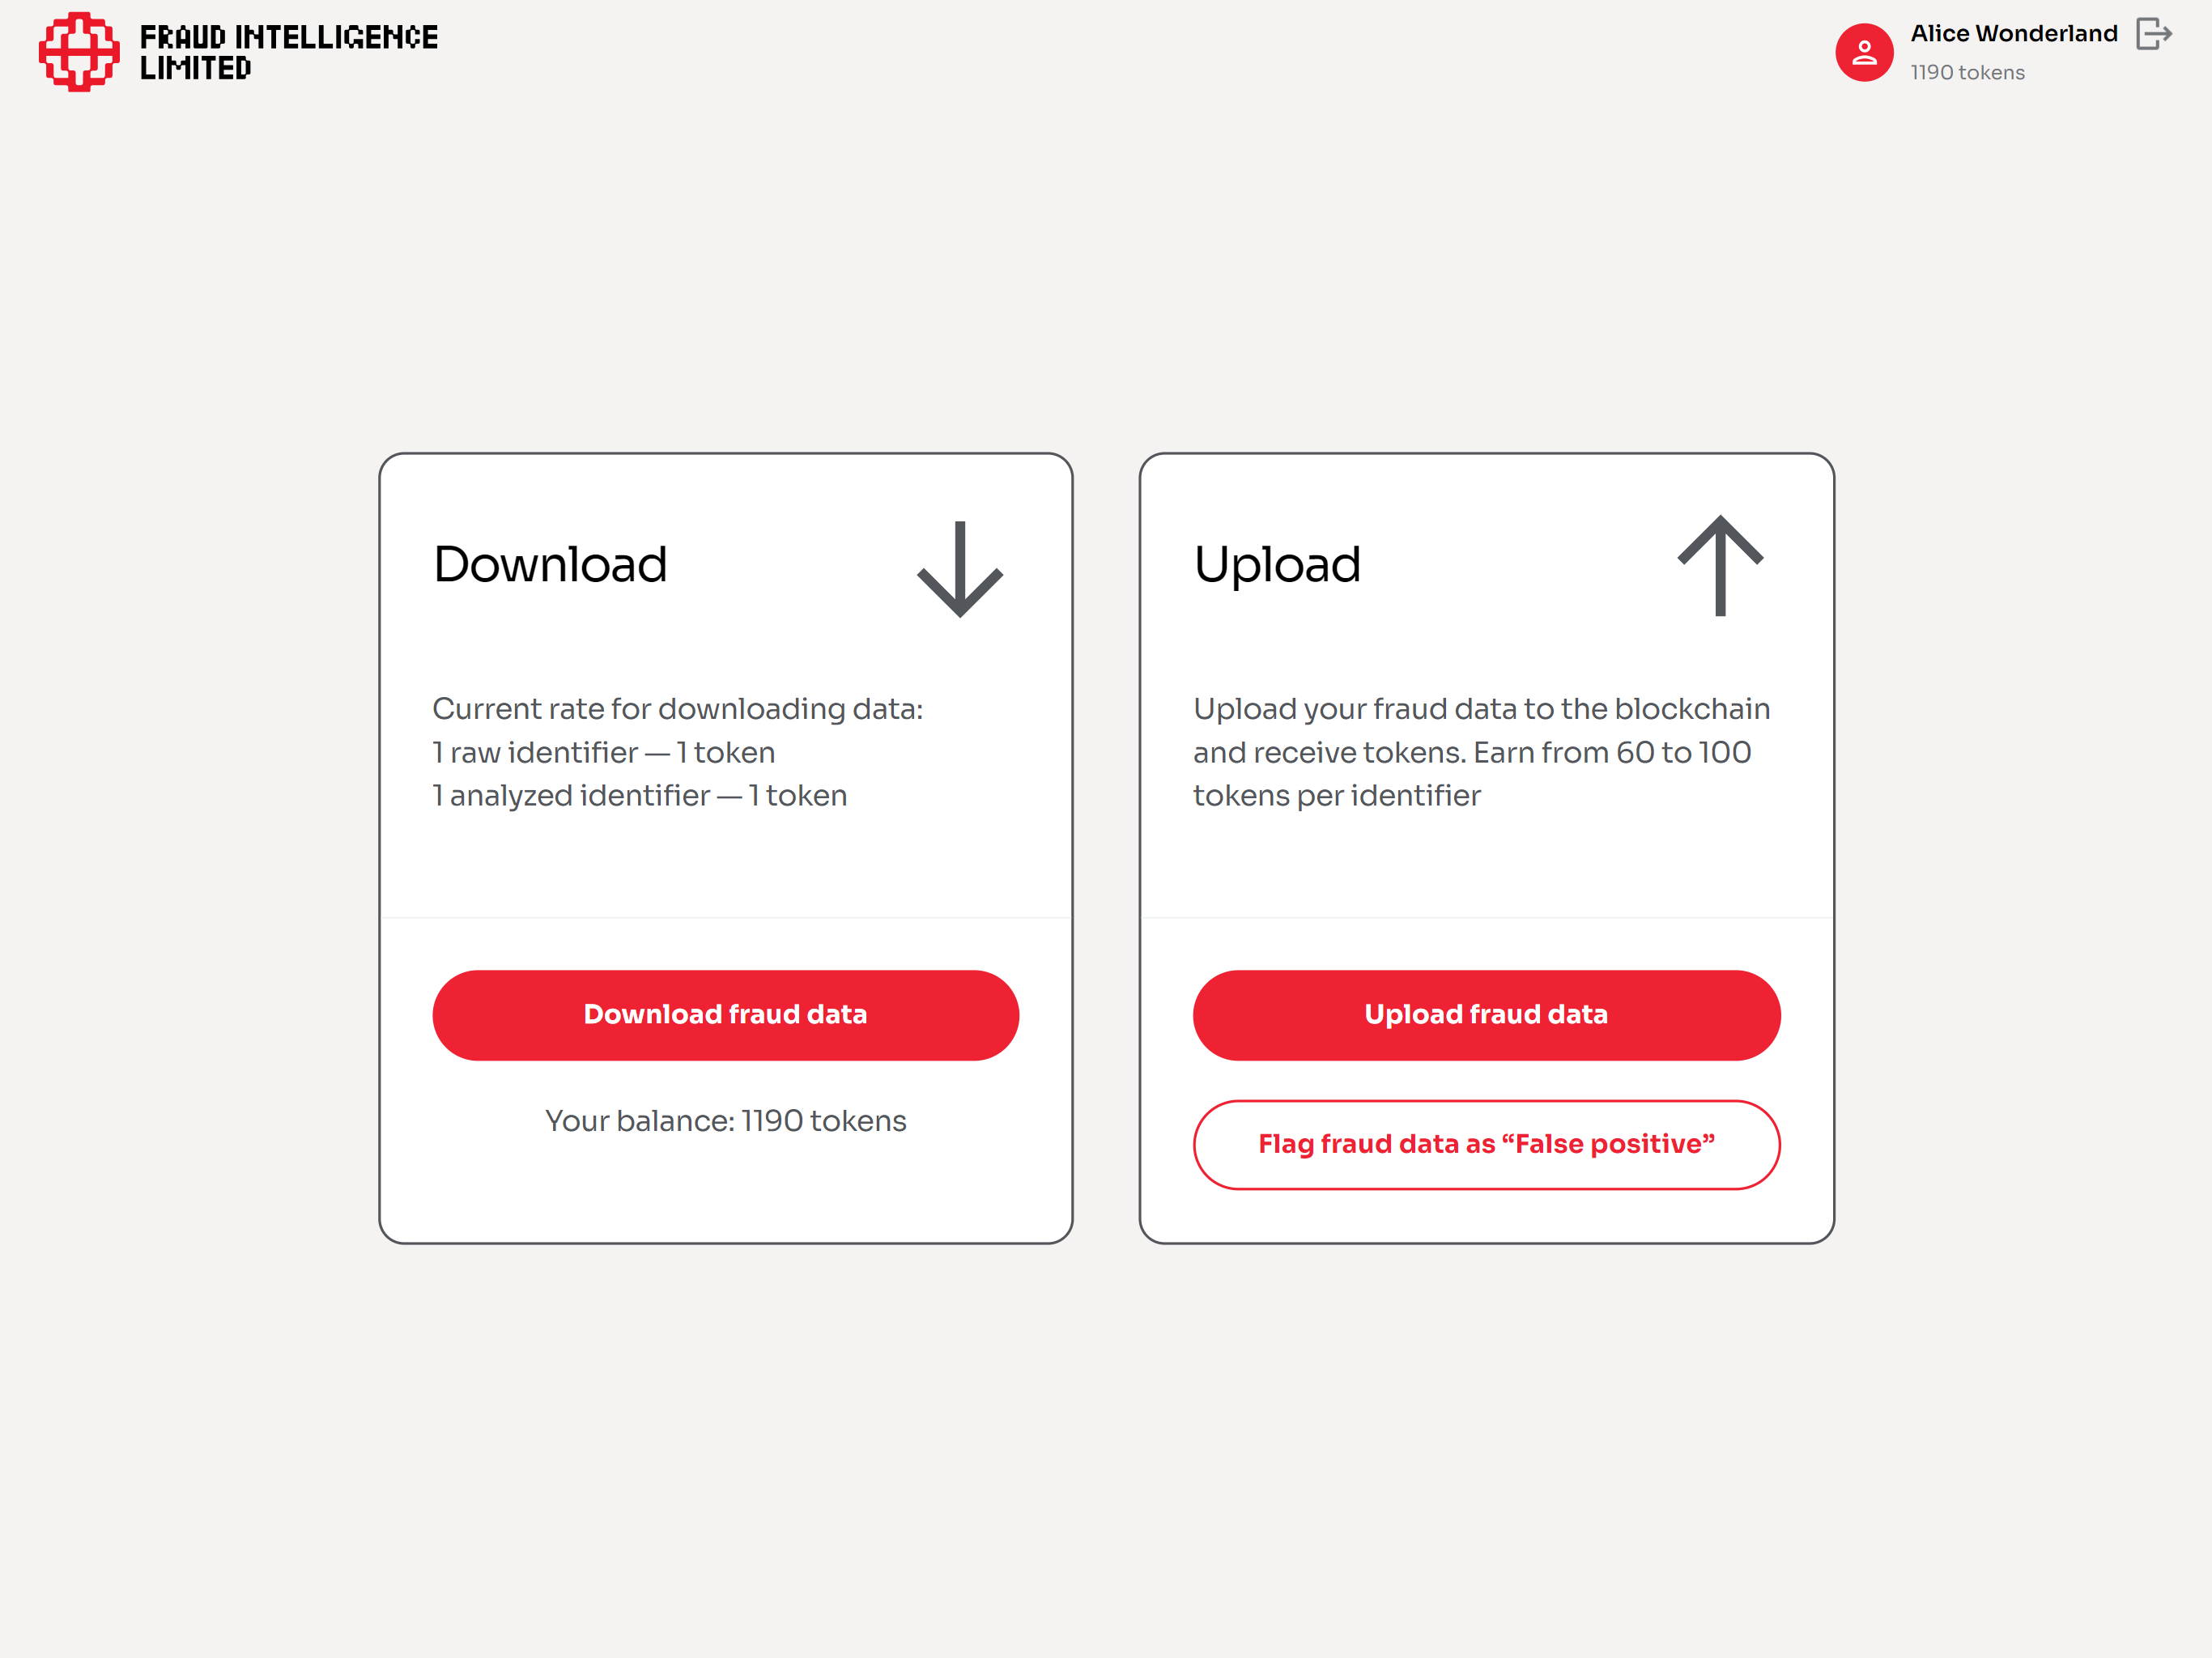 FRAUD INTELLIGENCE
LIMITED
Alice Wonderland
1190 tokens
Download
Current rate for downloading data:
1 raw identifier — 1 token
1 analyzed identifier — 1 token
Download fraud data
Your balance: 1190 tokens
Upload
Upload your fraud data to the blockchain
and receive tokens. Earn from 60 to 100
tokens per identifier
Upload fraud data
Flag fraud data as “False positive”